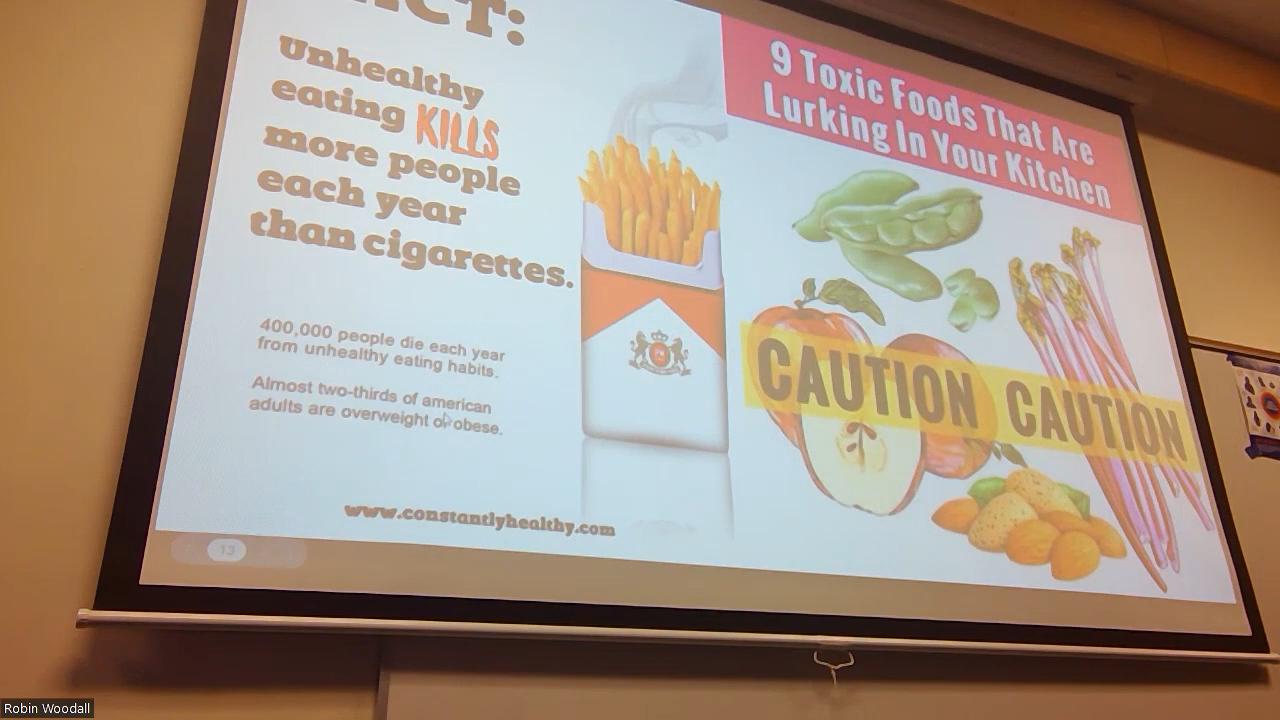 Unhealthy
eating KILLS
more people
each year
than cigarettes.
400,000 people die each year
from unhealthy eating habits.
Almost two-thirds of american
adults are overweight or obese.
www.constantlyhealthy.com
13
9 Toxic Foods That Are
Lurking In Your Kitchen
CAUTION CAUTION
Robin Woodall